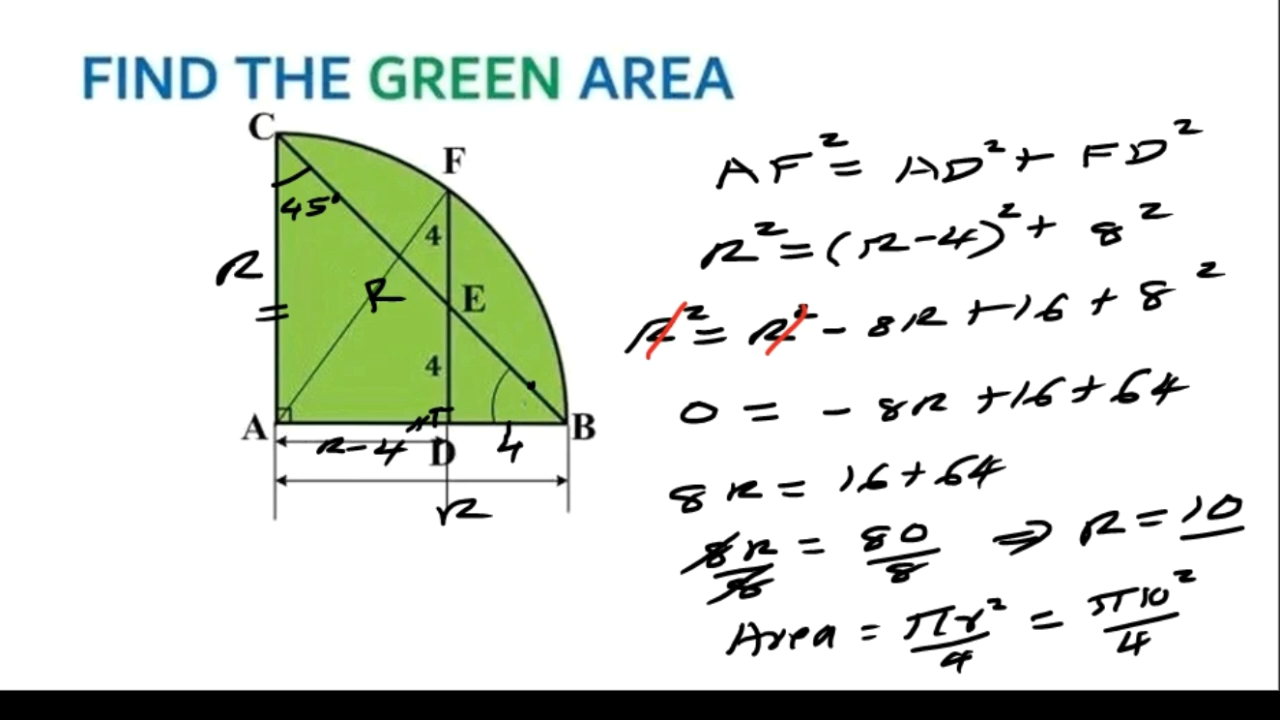 FIND THE GREEN AREA
C
F
45°
4
R
R
E
4
A
B
R-4
D
4
R
AF² = AD² + FD²
R² = (R-4)² + 8²
R² = R² - 8R + 16 + 8²
0 = - 8R + 16 + 64
8R = 16 + 64
8R/8 = 80/8 ⇒ R = 10
Area = πr²/4 = π10²/4